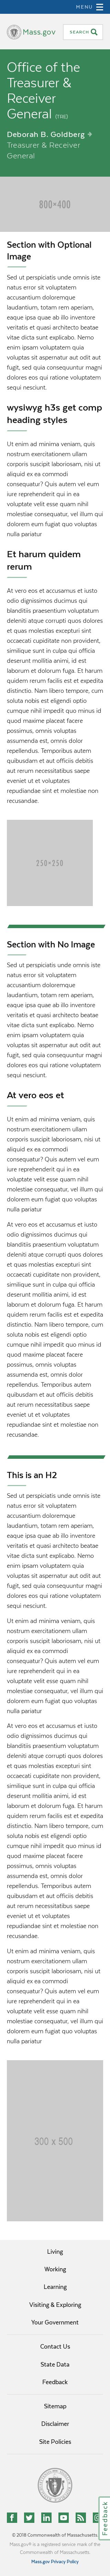 MENU
Mass.gov
SEARCH
Office of the
Treasurer &
Receiver
General (TRE)
Deborah B. Goldberg
Treasurer & Receiver
General
800×400
Section with Optional
Image
Sed ut perspiciatis unde omnis iste
natus error sit voluptatem
accusantium doloremque
laudantium, totam rem aperiam,
eaque ipsa quae ab illo inventore
veritatis et quasi architecto beatae
vitae dicta sunt explicabo. Nemo
enim ipsam voluptatem quia
voluptas sit aspernatur aut odit aut
fugit, sed quia consequuntur magni
dolores eos qui ratione voluptatem
sequi nesciunt.
wysiwyg h3s get comp
heading styles
Ut enim ad minima veniam, quis
nostrum exercitationem ullam
corporis suscipit laboriosam, nisi ut
aliquid ex ea commodi
consequatur? Quis autem vel eum
iure reprehenderit qui in ea
voluptate velit esse quam nihil
molestiae consequatur, vel illum qui
dolorem eum fugiat quo voluptas
nulla pariatur
Et harum quidem
rerum
At vero eos et accusamus et iusto
odio dignissimos ducimus qui
blanditiis praesentium voluptatum
deleniti atque corrupti quos dolores
et quas molestias excepturi sint
occaecati cupiditate non provident,
similique sunt in culpa qui officia
deserunt mollitia animi, id est
laborum et dolorum fuga. Et harum
quidem rerum facilis est et expedita
distinctio. Nam libero tempore, cum
soluta nobis est eligendi optio
cumque nihil impedit quo minus id
quod maxime placeat facere
possimus, omnis voluptas
assumenda est, omnis dolor
repellendus. Temporibus autem
quibusdam et aut officiis debitis
aut rerum necessitatibus saepe
eveniet ut et voluptates
repudiandae sint et molestiae non
recusandae.
250×250
Section with No Image
Sed ut perspiciatis unde omnis iste
natus error sit voluptatem
accusantium doloremque
laudantium, totam rem aperiam,
eaque ipsa quae ab illo inventore
veritatis et quasi architecto beatae
vitae dicta sunt explicabo. Nemo
enim ipsam voluptatem quia
voluptas sit aspernatur aut odit aut
fugit, sed quia consequuntur magni
dolores eos qui ratione voluptatem
sequi nesciunt.
At vero eos et
Ut enim ad minima veniam, quis
nostrum exercitationem ullam
corporis suscipit laboriosam, nisi ut
aliquid ex ea commodi
consequatur? Quis autem vel eum
iure reprehenderit qui in ea
voluptate velit esse quam nihil
molestiae consequatur, vel illum qui
dolorem eum fugiat quo voluptas
nulla pariatur
At vero eos et accusamus et iusto
odio dignissimos ducimus qui
blanditiis praesentium voluptatum
deleniti atque corrupti quos dolores
et quas molestias excepturi sint
occaecati cupiditate non provident,
similique sunt in culpa qui officia
deserunt mollitia animi, id est
laborum et dolorum fuga. Et harum
quidem rerum facilis est et expedita
distinctio. Nam libero tempore, cum
soluta nobis est eligendi optio
cumque nihil impedit quo minus id
quod maxime placeat facere
possimus, omnis voluptas
assumenda est, omnis dolor
repellendus. Temporibus autem
quibusdam et aut officiis debitis
aut rerum necessitatibus saepe
eveniet ut et voluptates
repudiandae sint et molestiae non
recusandae.
This is an H2
Sed ut perspiciatis unde omnis iste
natus error sit voluptatem
accusantium doloremque
laudantium, totam rem aperiam,
eaque ipsa quae ab illo inventore
veritatis et quasi architecto beatae
vitae dicta sunt explicabo. Nemo
enim ipsam voluptatem quia
voluptas sit aspernatur aut odit aut
fugit, sed quia consequuntur magni
dolores eos qui ratione voluptatem
sequi nesciunt.
Ut enim ad minima veniam, quis
nostrum exercitationem ullam
corporis suscipit laboriosam, nisi ut
aliquid ex ea commodi
consequatur? Quis autem vel eum
iure reprehenderit qui in ea
voluptate velit esse quam nihil
molestiae consequatur, vel illum qui
dolorem eum fugiat quo voluptas
nulla pariatur
At vero eos et accusamus et iusto
odio dignissimos ducimus qui
blanditiis praesentium voluptatum
deleniti atque corrupti quos dolores
et quas molestias excepturi sint
occaecati cupiditate non provident,
similique sunt in culpa qui officia
deserunt mollitia animi, id est
laborum et dolorum fuga. Et harum
quidem rerum facilis est et expedita
distinctio. Nam libero tempore, cum
soluta nobis est eligendi optio
cumque nihil impedit quo minus id
quod maxime placeat facere
possimus, omnis voluptas
assumenda est, omnis dolor
repellendus. Temporibus autem
quibusdam et aut officiis debitis
aut rerum necessitatibus saepe
eveniet ut et voluptates
repudiandae sint et molestiae non
recusandae.
Ut enim ad minima veniam, quis
nostrum exercitationem ullam
corporis suscipit laboriosam, nisi ut
aliquid ex ea commodi
consequatur? Quis autem vel eum
iure reprehenderit qui in ea
voluptate velit esse quam nihil
molestiae consequatur, vel illum qui
dolorem eum fugiat quo voluptas
nulla pariatur
300 x 500
Living
Working
Learning
Visiting & Exploring
Your Government
Contact Us
State Data
Feedback
Sitemap
Disclaimer
Site Policies
Feedback
© 2018 Commonwealth of Massachusetts.
Mass.gov® is a registered service mark of the
Commonwealth of Massachusetts.
Mass.gov Privacy Policy